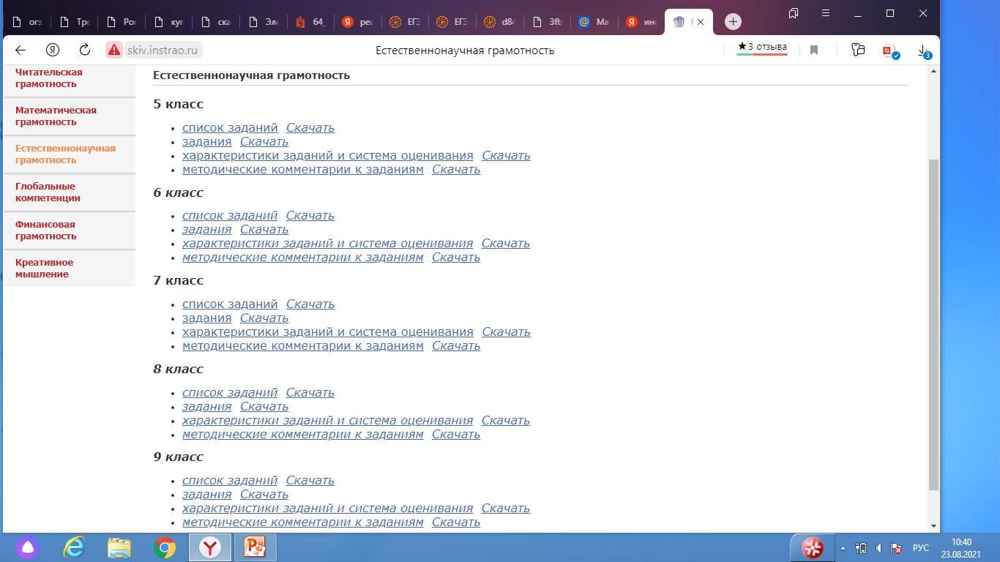 огэ
Тре
Рос
куп
ска
Эле
64_
реш
ЕГЭ
ЕГЭ
d84
3fb
Ма
инс
skiv.instrao.ru
Естественнонаучная грамотность
★3 отзыва
3
Читательская
грамотность
Математическая
грамотность
Естественнонаучная
грамотность
Глобальные
компетенции
Финансовая
грамотность
Креативное
мышление
Естественнонаучная грамотность
5 класс
список заданий Скачать
задания Скачать
характеристики заданий и система оценивания Скачать
методические комментарии к заданиям Скачать
6 класс
список заданий Скачать
задания Скачать
характеристики заданий и система оценивания Скачать
методические комментарии к заданиям Скачать
7 класс
список заданий Скачать
задания Скачать
характеристики заданий и система оценивания Скачать
методические комментарии к заданиям Скачать
8 класс
список заданий Скачать
задания Скачать
характеристики заданий и система оценивания Скачать
методические комментарии к заданиям Скачать
9 класс
список заданий Скачать
задания Скачать
характеристики заданий и система оценивания Скачать
методические комментарии к заданиям Скачать
РУС
10:40
23.08.2021